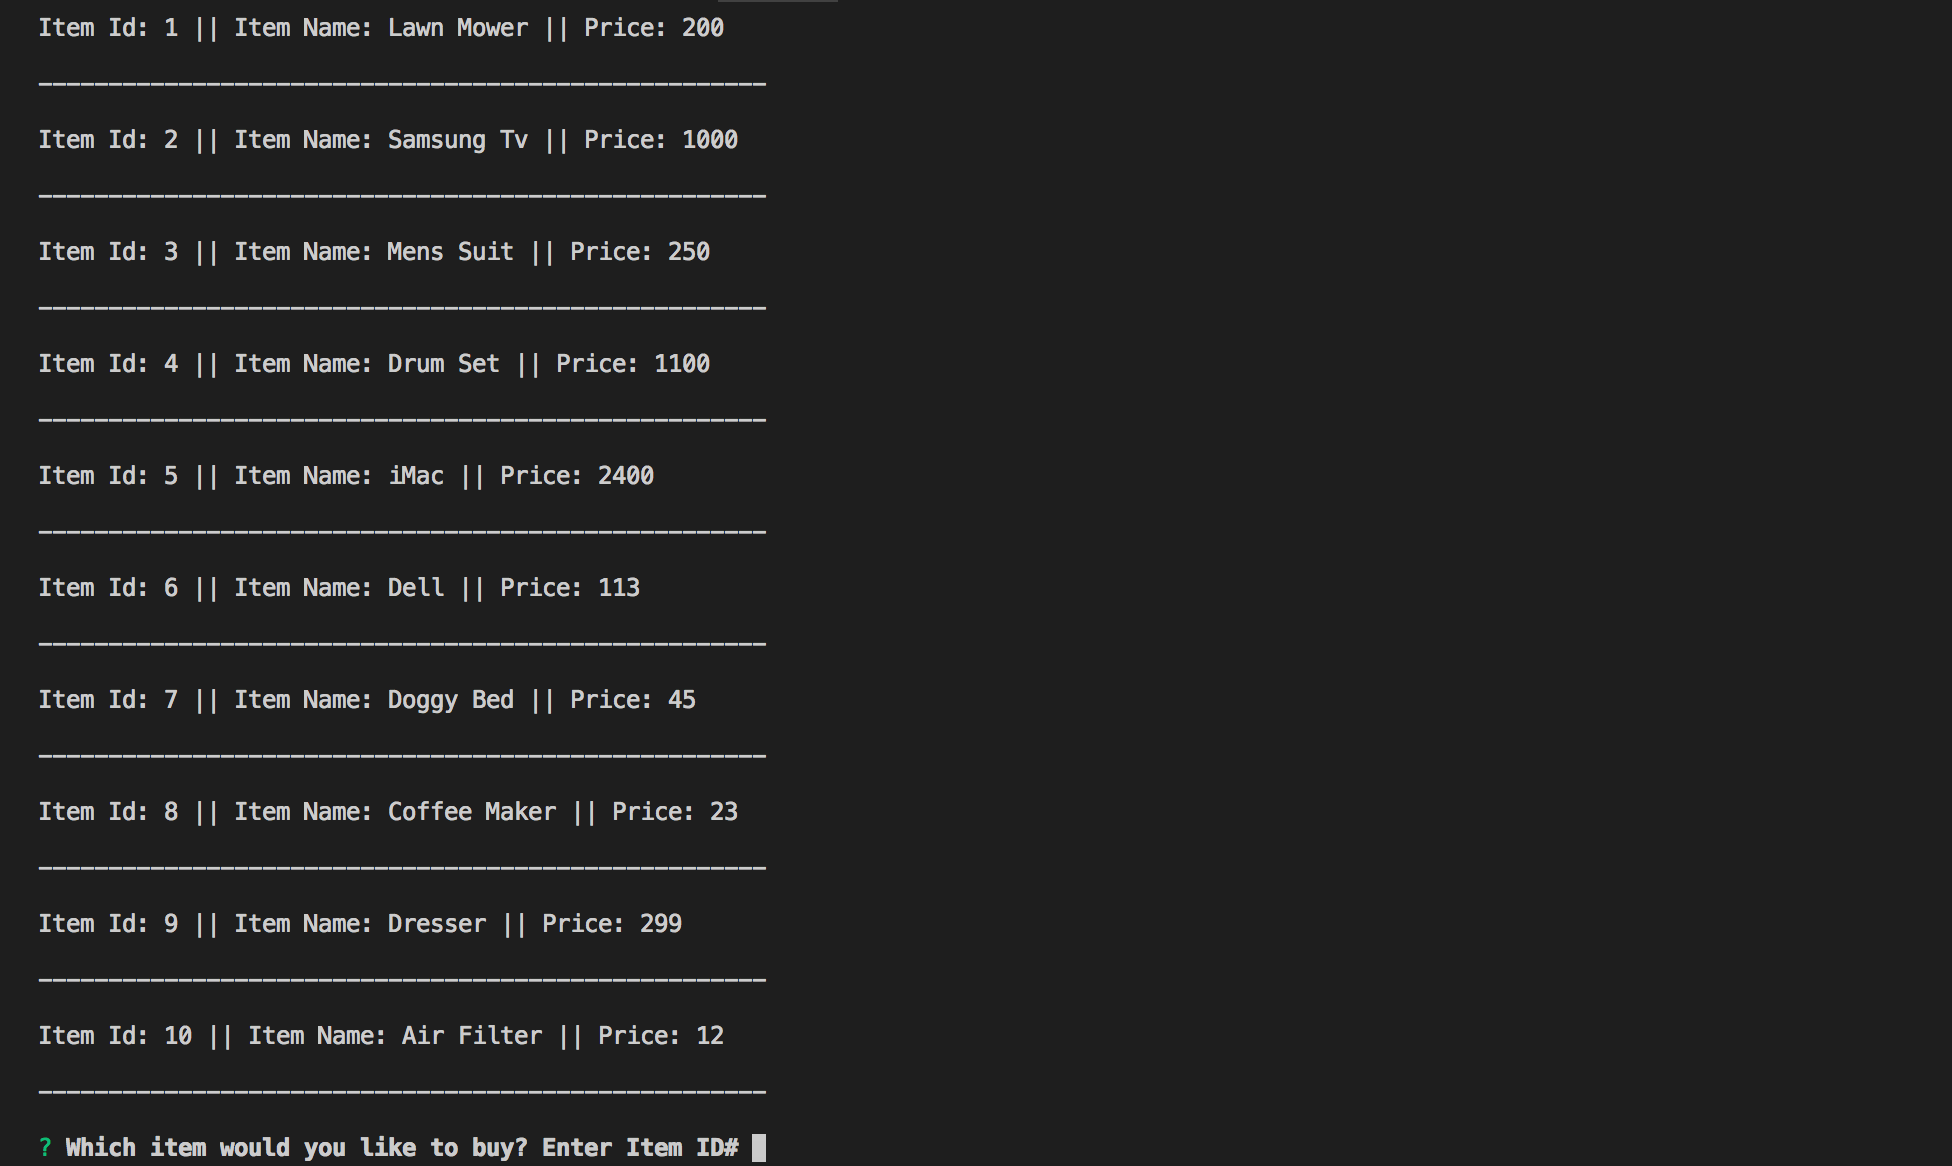 Item Id: 1 || Item Name: Lawn Mower || Price: 200
----------------------------------------------------
Item Id: 2 || Item Name: Samsung Tv || Price: 1000
----------------------------------------------------
Item Id: 3 || Item Name: Mens Suit || Price: 250
----------------------------------------------------
Item Id: 4 || Item Name: Drum Set || Price: 1100
----------------------------------------------------
Item Id: 5 || Item Name: iMac || Price: 2400
----------------------------------------------------
Item Id: 6 || Item Name: Dell || Price: 113
----------------------------------------------------
Item Id: 7 || Item Name: Doggy Bed || Price: 45
----------------------------------------------------
Item Id: 8 || Item Name: Coffee Maker || Price: 23
----------------------------------------------------
Item Id: 9 || Item Name: Dresser || Price: 299
----------------------------------------------------
Item Id: 10 || Item Name: Air Filter || Price: 12
----------------------------------------------------
? Which item would you like to buy? Enter Item ID#